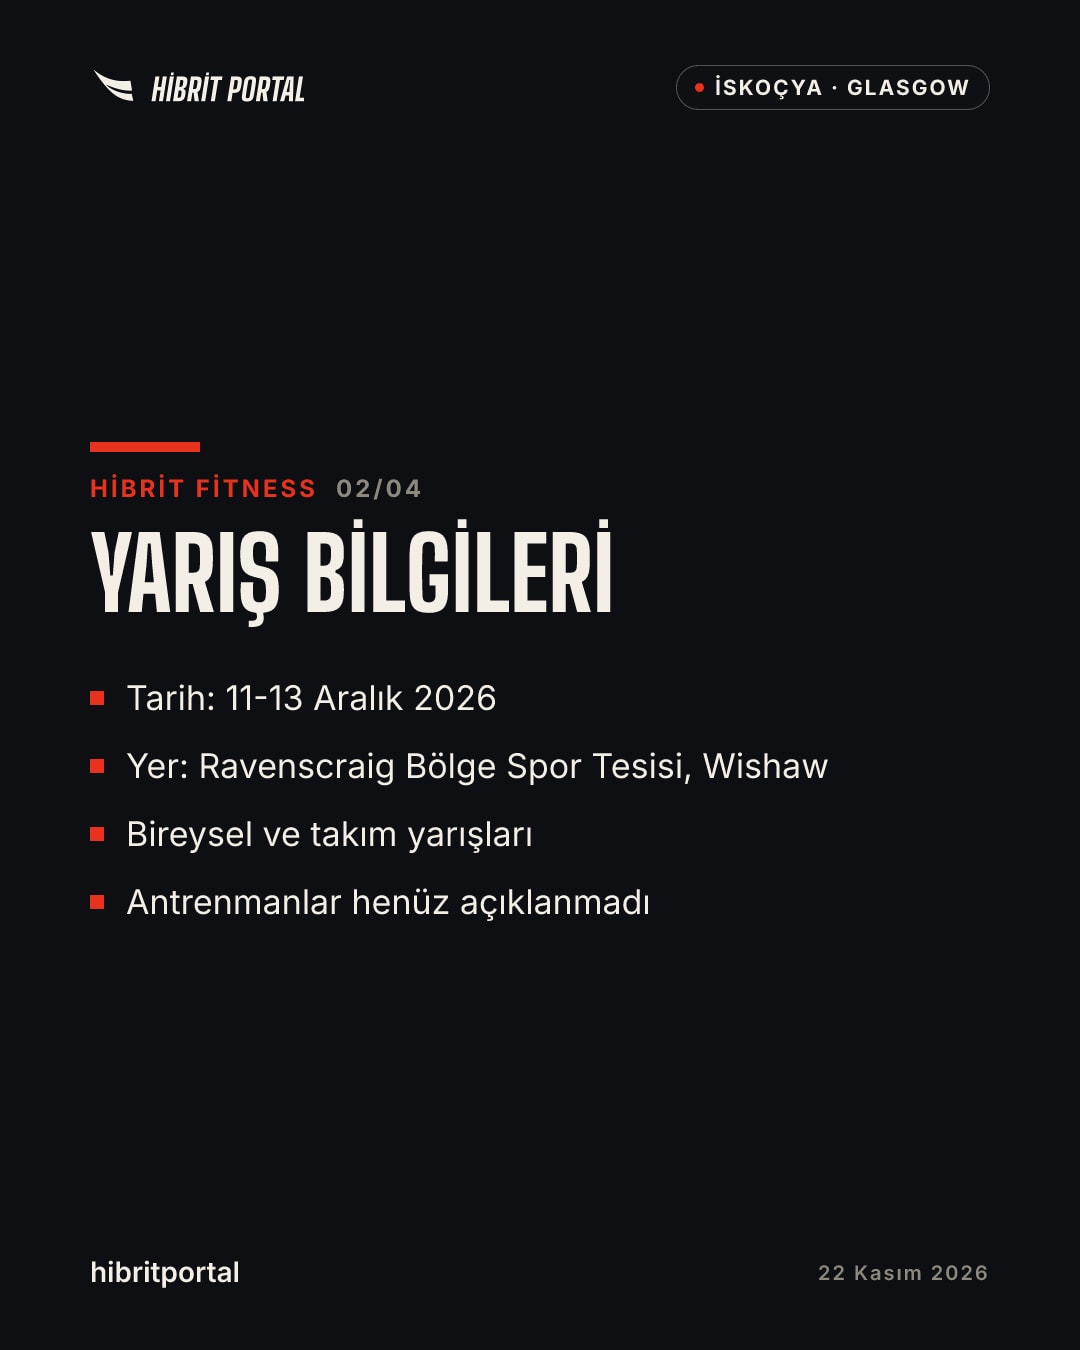 HİBRİT PORTAL
İSKOÇYA · GLASGOW
HİBRİT FİTNESS 02/04
YARIŞ BİLGİLERİ
Tarih: 11-13 Aralık 2026
Yer: Ravenscraig Bölge Spor Tesisi, Wishaw
Bireysel ve takım yarışları
Antrenmanlar henüz açıklanmadı
hibritportal
22 Kasım 2026